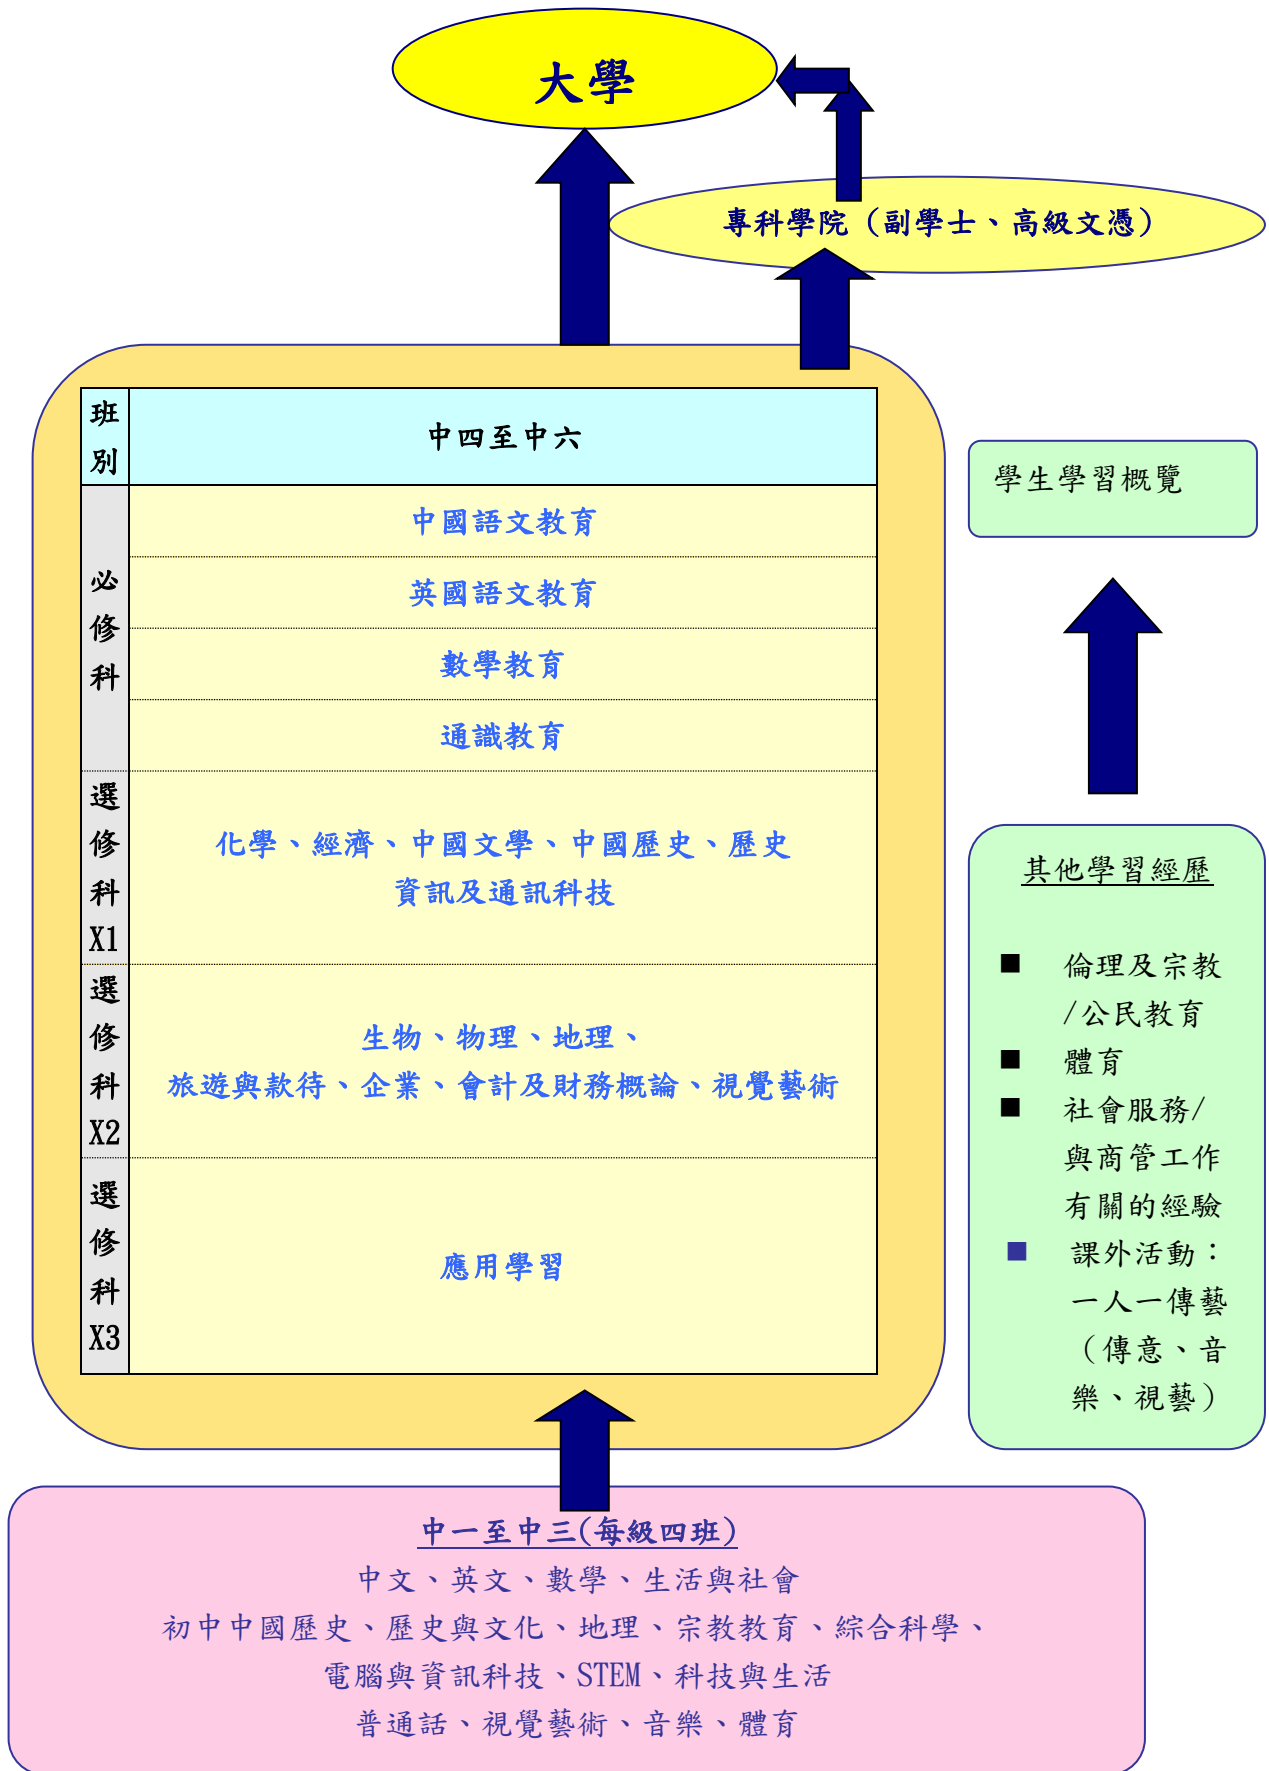 大學
專科學院（副學士、高級文憑）
班別
中四至中六
必修科
中國語文教育
英國語文教育
數學教育
通識教育
選修科X1
化學、經濟、中國文學、中國歷史、歷史
資訊及通訊科技
選修科X2
生物、物理、地理、
旅遊與款待、企業、會計及財務概論、視覺藝術
選修科X3
應用學習
學生學習概覽
其他學習經歷
■ 倫理及宗教
/公民教育
■ 體育
■ 社會服務/
與商管工作
有關的經驗
■ 課外活動：
一人一傳藝
（傳意、音
樂、視藝）
中一至中三(每級四班)
中文、英文、數學、生活與社會
初中中國歷史、歷史與文化、地理、宗教教育、綜合科學、
電腦與資訊科技、STEM、科技與生活
普通話、視覺藝術、音樂、體育